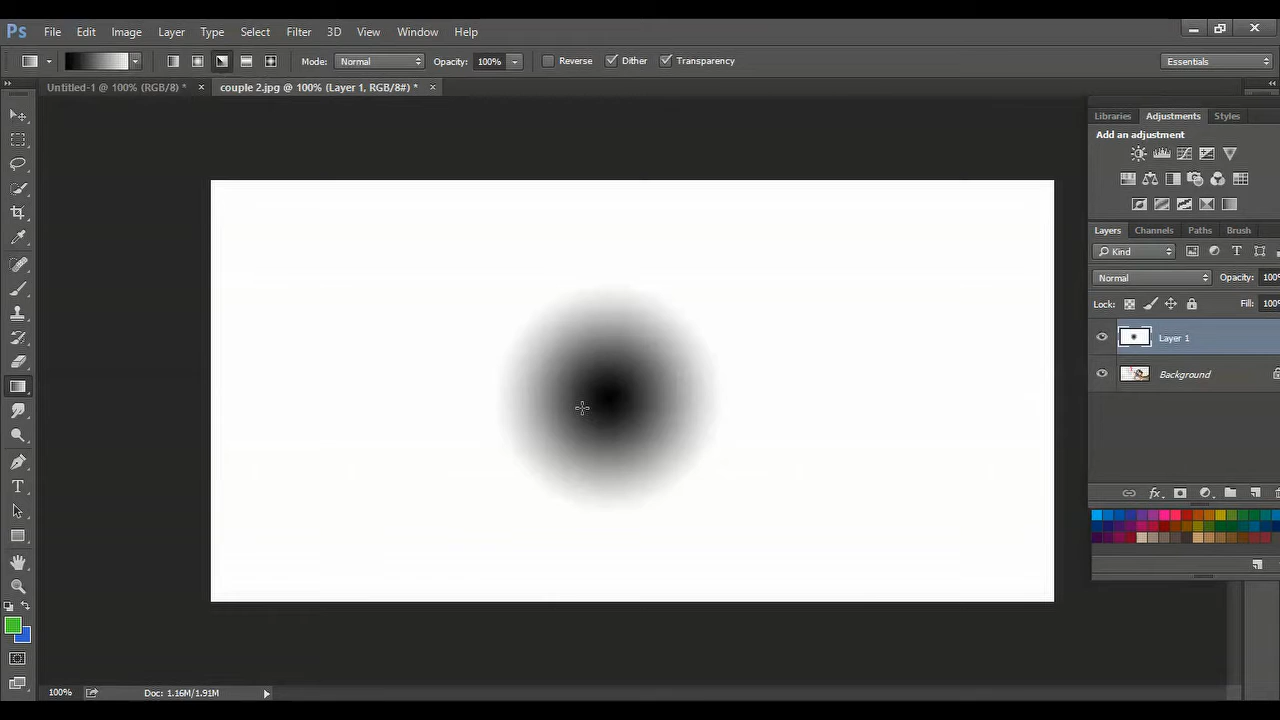 Ps File Edit Image Layer Type Select Filter 3D View Window Help
Mode: Normal Opacity: 100% Reverse Dither Transparency Essentials
Untitled-1 @ 100% (RGB/8) * × couple 2.jpg @ 100% (Layer 1, RGB/8#) * ×
Libraries Adjustments Styles
Add an adjustment
Layers Channels Paths Brush
Kind
Normal Opacity: 100%
Lock: Fill: 100%
Layer 1
Background
100% Doc: 1.16M/1.91M